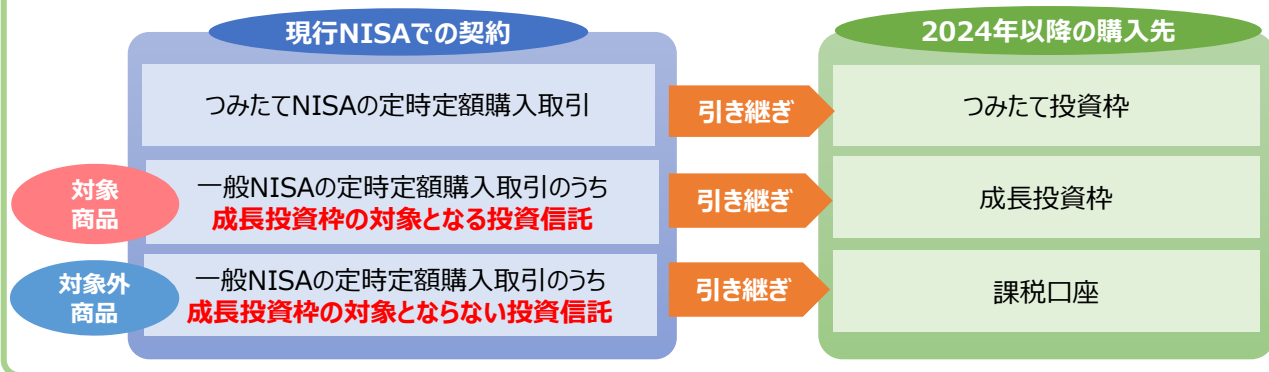 現行NISAでの契約
2024年以降の購入先
つみたてNISAの定時定額購入取引
引き継ぎ
つみたて投資枠
対象
商品
一般NISAの定時定額購入取引のうち
成長投資枠の対象となる投資信託
引き継ぎ
成長投資枠
対象外
商品
一般NISAの定時定額購入取引のうち
成長投資枠の対象とならない投資信託
引き継ぎ
課税口座